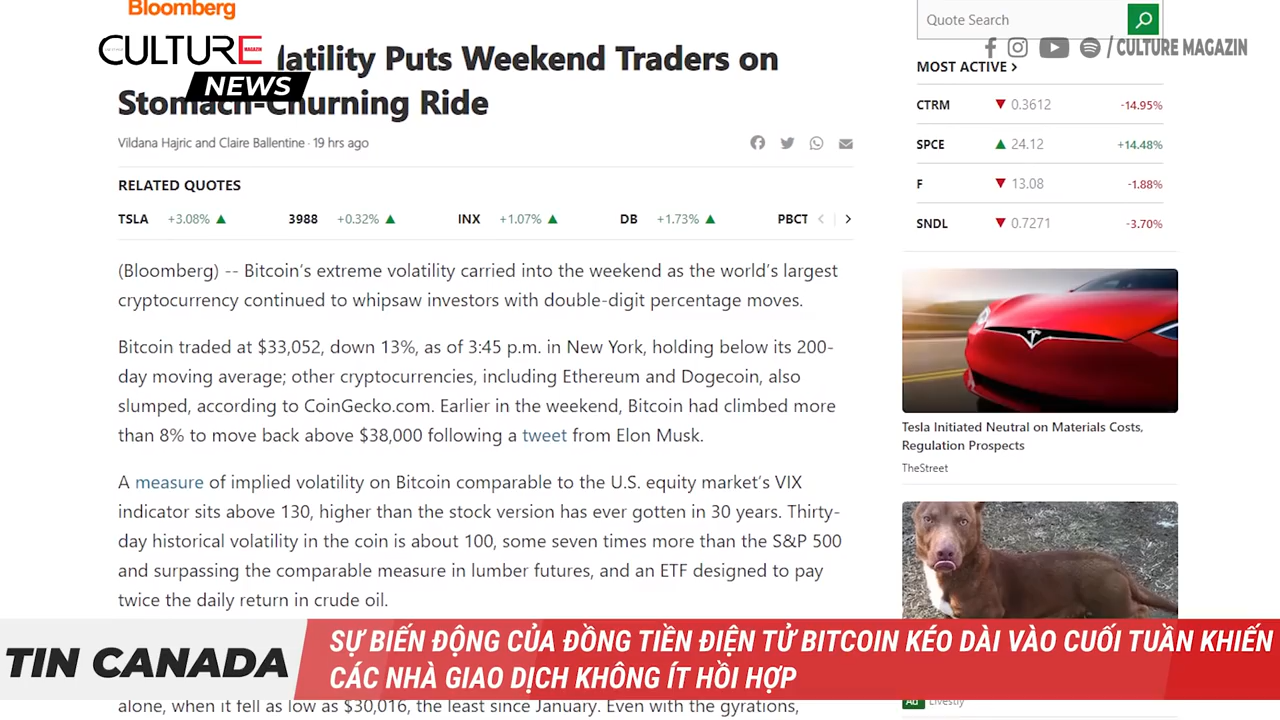 Bloomberg
CULTURE
MAGAZIN
NEWS
latility Puts Weekend Traders on
Stomach-Churning Ride
Vildana Hajric and Claire Ballentine · 19 hrs ago
RELATED QUOTES
TSLA +3.08% ▲ 3988 +0.32% ▲ INX +1.07% ▲ DB +1.73% ▲ PBCT
(Bloomberg) -- Bitcoin's extreme volatility carried into the weekend as the world's largest
cryptocurrency continued to whipsaw investors with double-digit percentage moves.
Bitcoin traded at $33,052, down 13%, as of 3:45 p.m. in New York, holding below its 200-
day moving average; other cryptocurrencies, including Ethereum and Dogecoin, also
slumped, according to CoinGecko.com. Earlier in the weekend, Bitcoin had climbed more
than 8% to move back above $38,000 following a tweet from Elon Musk.
A measure of implied volatility on Bitcoin comparable to the U.S. equity market's VIX
indicator sits above 130, higher than the stock version has ever gotten in 30 years. Thirty-
day historical volatility in the coin is about 100, some seven times more than the S&P 500
and surpassing the comparable measure in lumber futures, and an ETF designed to pay
twice the daily return in crude oil.
alone, when it fell as low as $30,016, the least since January. Even with the gyrations,
Quote Search
/ CULTURE MAGAZIN
MOST ACTIVE >
CTRM ▼ 0.3612 -14.95%
SPCE ▲ 24.12 +14.48%
F ▼ 13.08 -1.88%
SNDL ▼ 0.7271 -3.70%
Tesla Initiated Neutral on Materials Costs,
Regulation Prospects
TheStreet
Ad Livestly
TIN CANADA
SỰ BIẾN ĐỘNG CỦA ĐỒNG TIỀN ĐIỆN TỬ BITCOIN KÉO DÀI VÀO CUỐI TUẦN KHIẾN
CÁC NHÀ GIAO DỊCH KHÔNG ÍT HỒI HỢP